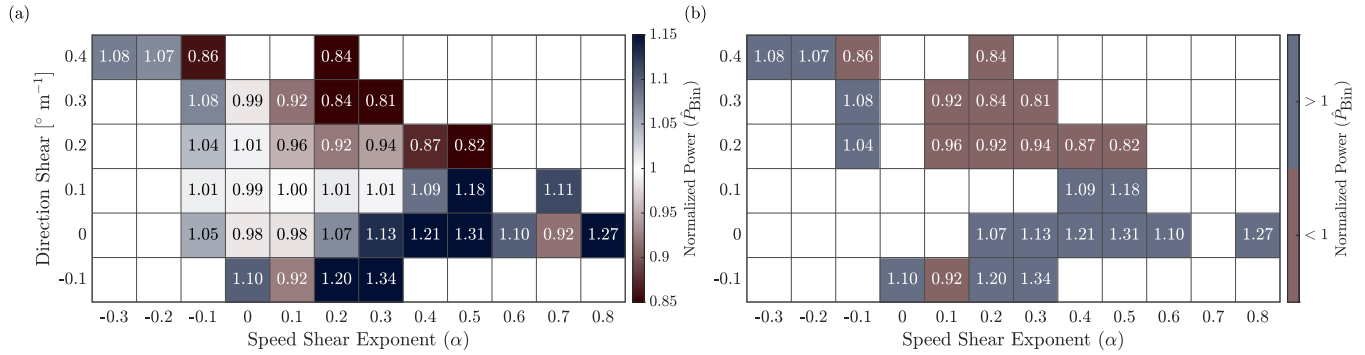 (a)
0.4 1.08 1.07 0.86 0.84
0.3 1.08 0.99 0.92 0.84 0.81
0.2 1.04 1.01 0.96 0.92 0.94 0.87 0.82
0.1 1.01 0.99 1.00 1.01 1.01 1.09 1.18 1.11
0 1.05 0.98 0.98 1.07 1.13 1.21 1.31 1.10 0.92 1.27
-0.1 1.10 0.92 1.20 1.34
-0.3 -0.2 -0.1 0 0.1 0.2 0.3 0.4 0.5 0.6 0.7 0.8
Speed Shear Exponent (α)
Direction Shear [° m⁻¹]
1.15
1.1
1.05
1
0.95
0.9
0.85
Normalized Power (P̂Bin)
(b)
0.4 1.08 1.07 0.86 0.84
0.3 1.08 0.92 0.84 0.81
0.2 1.04 0.96 0.92 0.94 0.87 0.82
0.1 1.09 1.18
0 1.07 1.13 1.21 1.31 1.10 1.27
-0.1 1.10 0.92 1.20 1.34
-0.3 -0.2 -0.1 0 0.1 0.2 0.3 0.4 0.5 0.6 0.7 0.8
Speed Shear Exponent (α)
> 1
< 1
Normalized Power (P̂Bin)